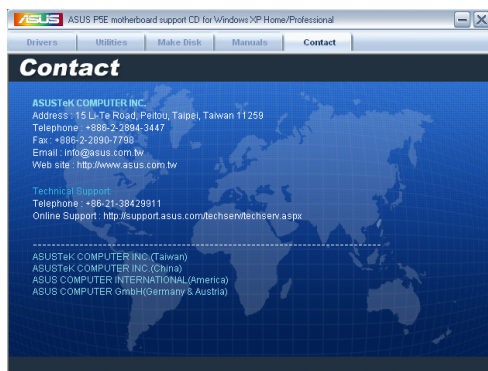 ASUS ASUS P5E motherboard support CD for Windows XP Home/Professional
Drivers Utilities Make Disk Manuals Contact
Contact
ASUSTeK COMPUTER INC.
Address : 15 Li-Te Road, Peitou, Taipei, Taiwan 11259
Telephone : +886-2-2894-3447
Fax : +886-2-2890-7798
Email : info@asus.com.tw
Web site : http://www.asus.com.tw
Technical Support
Telephone : +86-21-38429911
Online Support : http://support.asus.com/techserv/techserv.aspx
--------------------------------------------------------------------------------
ASUSTeK COMPUTER INC.(Taiwan)
ASUSTeK COMPUTER INC.(China)
ASUS COMPUTER INTERNATIONAL(America)
ASUS COMPUTER GmbH(Germany & Austria)